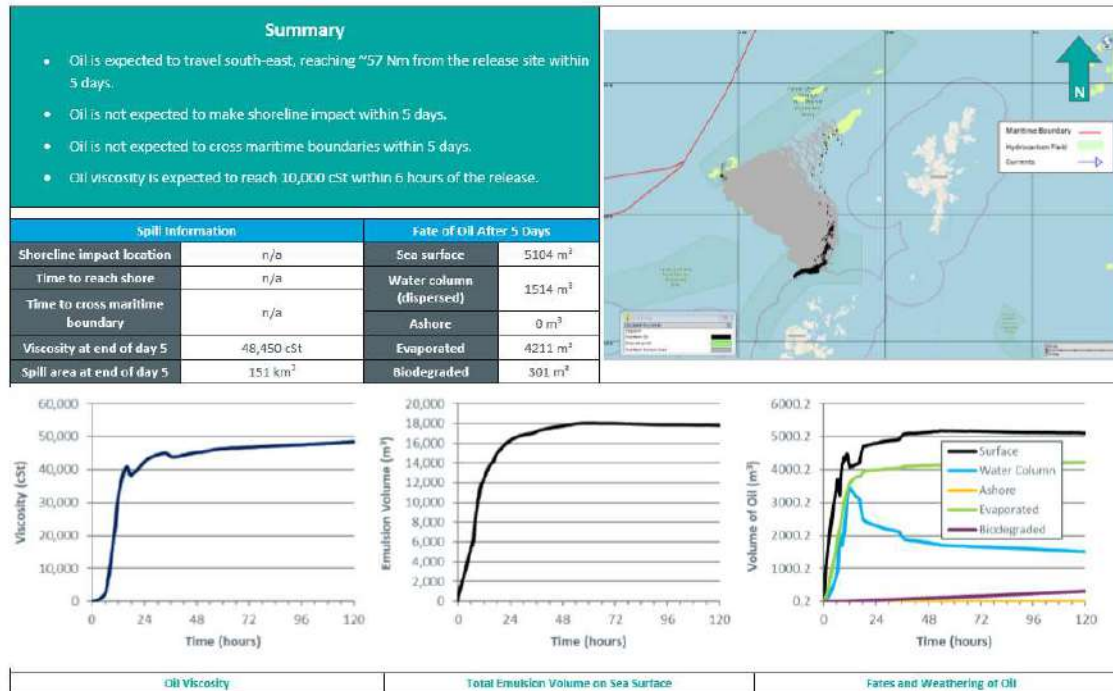 Summary
Oil is expected to travel south-east, reaching ~57 Nm from the release site within
5 days.
Oil is not expected to make shoreline impact within 5 days.
Oil is not expected to cross maritime boundaries within 5 days.
Oil viscosity is expected to reach 10,000 cSt within 6 hours of the release.
N
Maritime Boundary
Hydrocarbon Field
Currents
Spill Information
Fate of Oil After 5 Days
Shoreline impact location
n/a
Sea surface
5104 m³
Time to reach shore
n/a
Water column
(dispersed)
1514 m³
Time to cross maritime
boundary
n/a
Ashore
0 m³
Viscosity at end of day 5
48,450 cSt
Evaporated
4211 m³
Spill area at end of day 5
151 km²
Biodegraded
301 m³
60,000
50,000
40,000
30,000
20,000
10,000
0
Viscosity (cSt)
0 24 48 72 96 120
Time (hours)
20,000
18,000
16,000
14,000
12,000
10,000
8,000
6,000
4,000
2,000
0
Emulsion Volume (m³)
0 24 48 72 96 120
Time (hours)
6000.2
5000.2
4000.2
3000.2
2000.2
1000.2
0.2
Volume of Oil (m³)
Surface
Water Column
Ashore
Evaporated
Biodegraded
0 24 48 72 96 120
Time (hours)
Oil Viscosity
Total Emulsion Volume on Sea Surface
Fates and Weathering of Oil